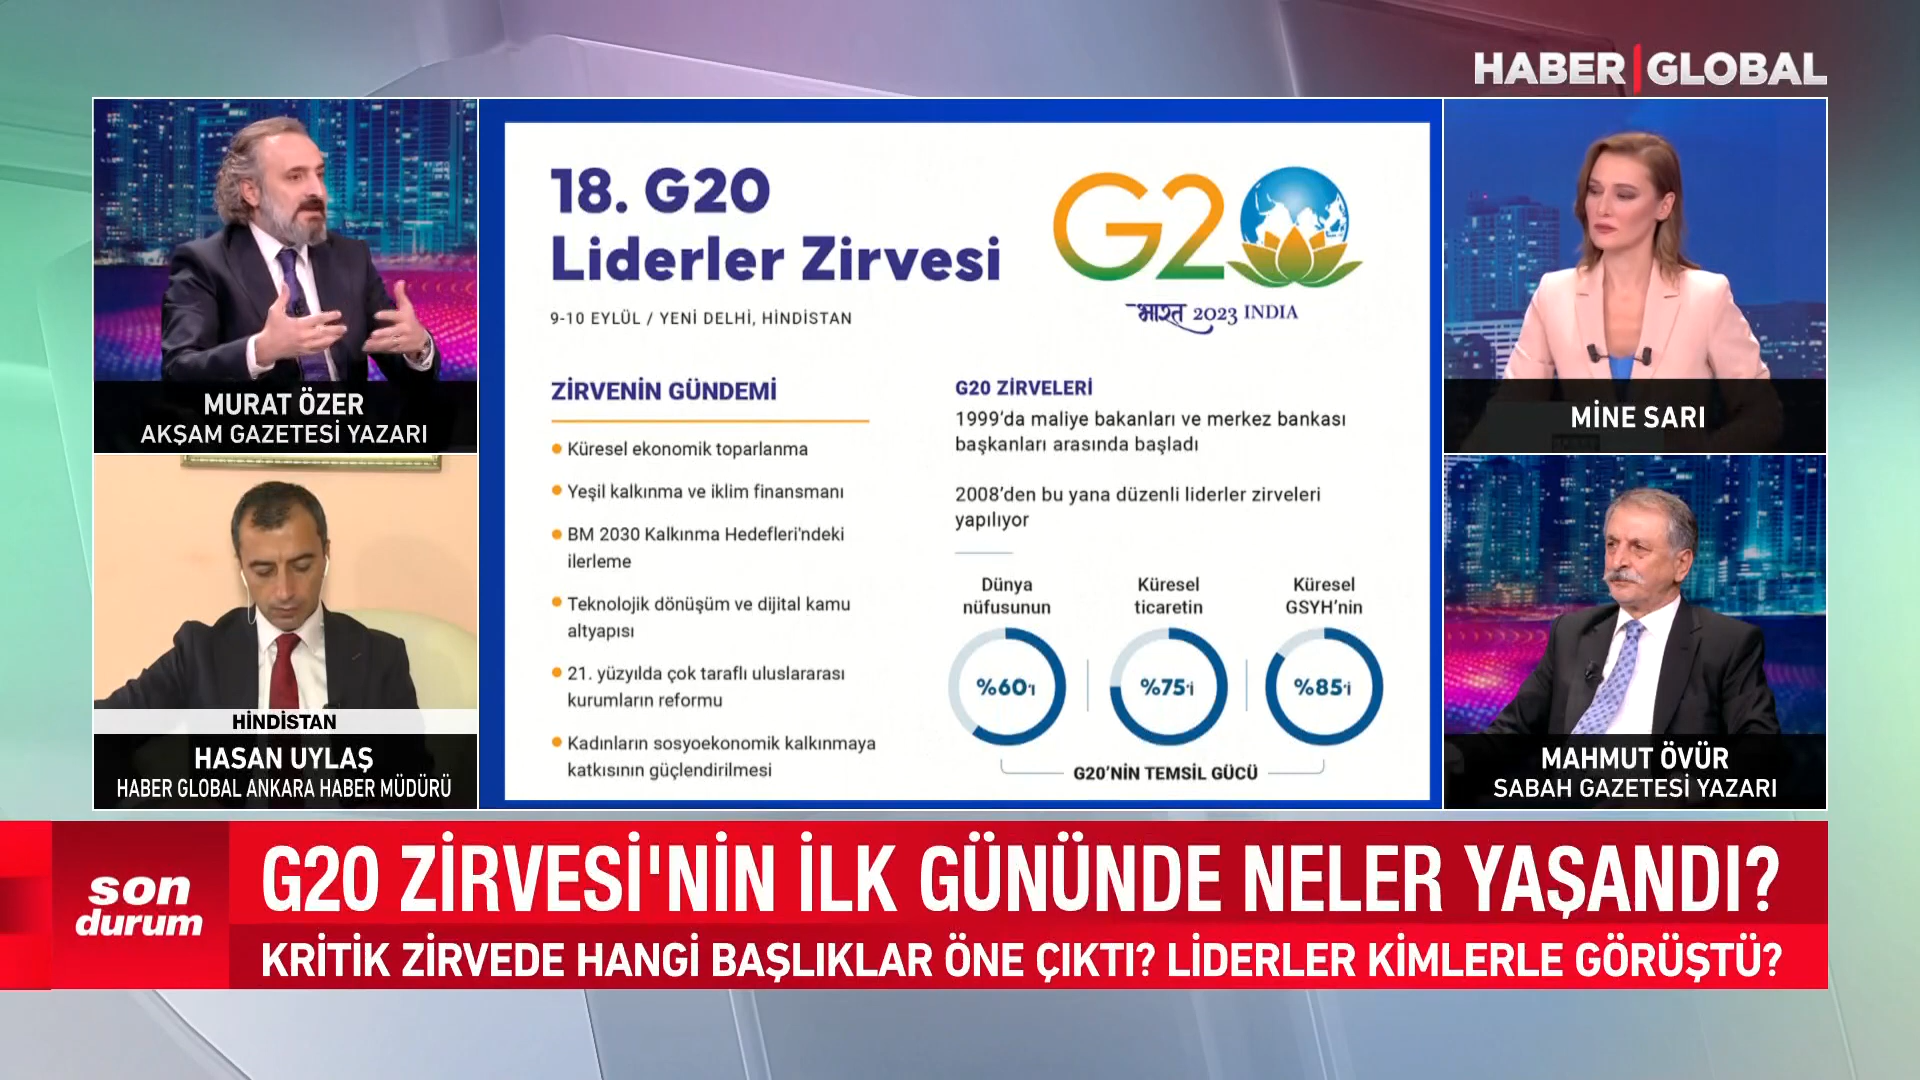 HABER GLOBAL
MURAT ÖZER
AKŞAM GAZETESİ YAZARI
HİNDİSTAN
HASAN UYLAŞ
HABER GLOBAL ANKARA HABER MÜDÜRÜ
18. G20
Liderler Zirvesi
9-10 EYLÜL / YENİ DELHİ, HİNDİSTAN
G20
भारत 2023 INDIA
ZİRVENİN GÜNDEMİ
Küresel ekonomik toparlanma
Yeşil kalkınma ve iklim finansmanı
BM 2030 Kalkınma Hedefleri'ndeki
ilerleme
Teknolojik dönüşüm ve dijital kamu
altyapısı
21. yüzyılda çok taraflı uluslararası
kurumların reformu
Kadınların sosyoekonomik kalkınmaya
katkısının güçlendirilmesi
G20 ZİRVELERİ
1999'da maliye bakanları ve merkez bankası
başkanları arasında başladı
2008'den bu yana düzenli liderler zirveleri
yapılıyor
Dünya
nüfusunun
%60'ı
Küresel
ticaretin
%75'i
Küresel
GSYH'nin
%85'i
G20'NİN TEMSİL GÜCÜ
MİNE SARI
MAHMUT ÖVÜR
SABAH GAZETESİ YAZARI
son
durum
G20 ZİRVESİ'NİN İLK GÜNÜNDE NELER YAŞANDI?
KRİTİK ZİRVEDE HANGİ BAŞLIKLAR ÖNE ÇIKTI? LİDERLER KİMLERLE GÖRÜŞTÜ?